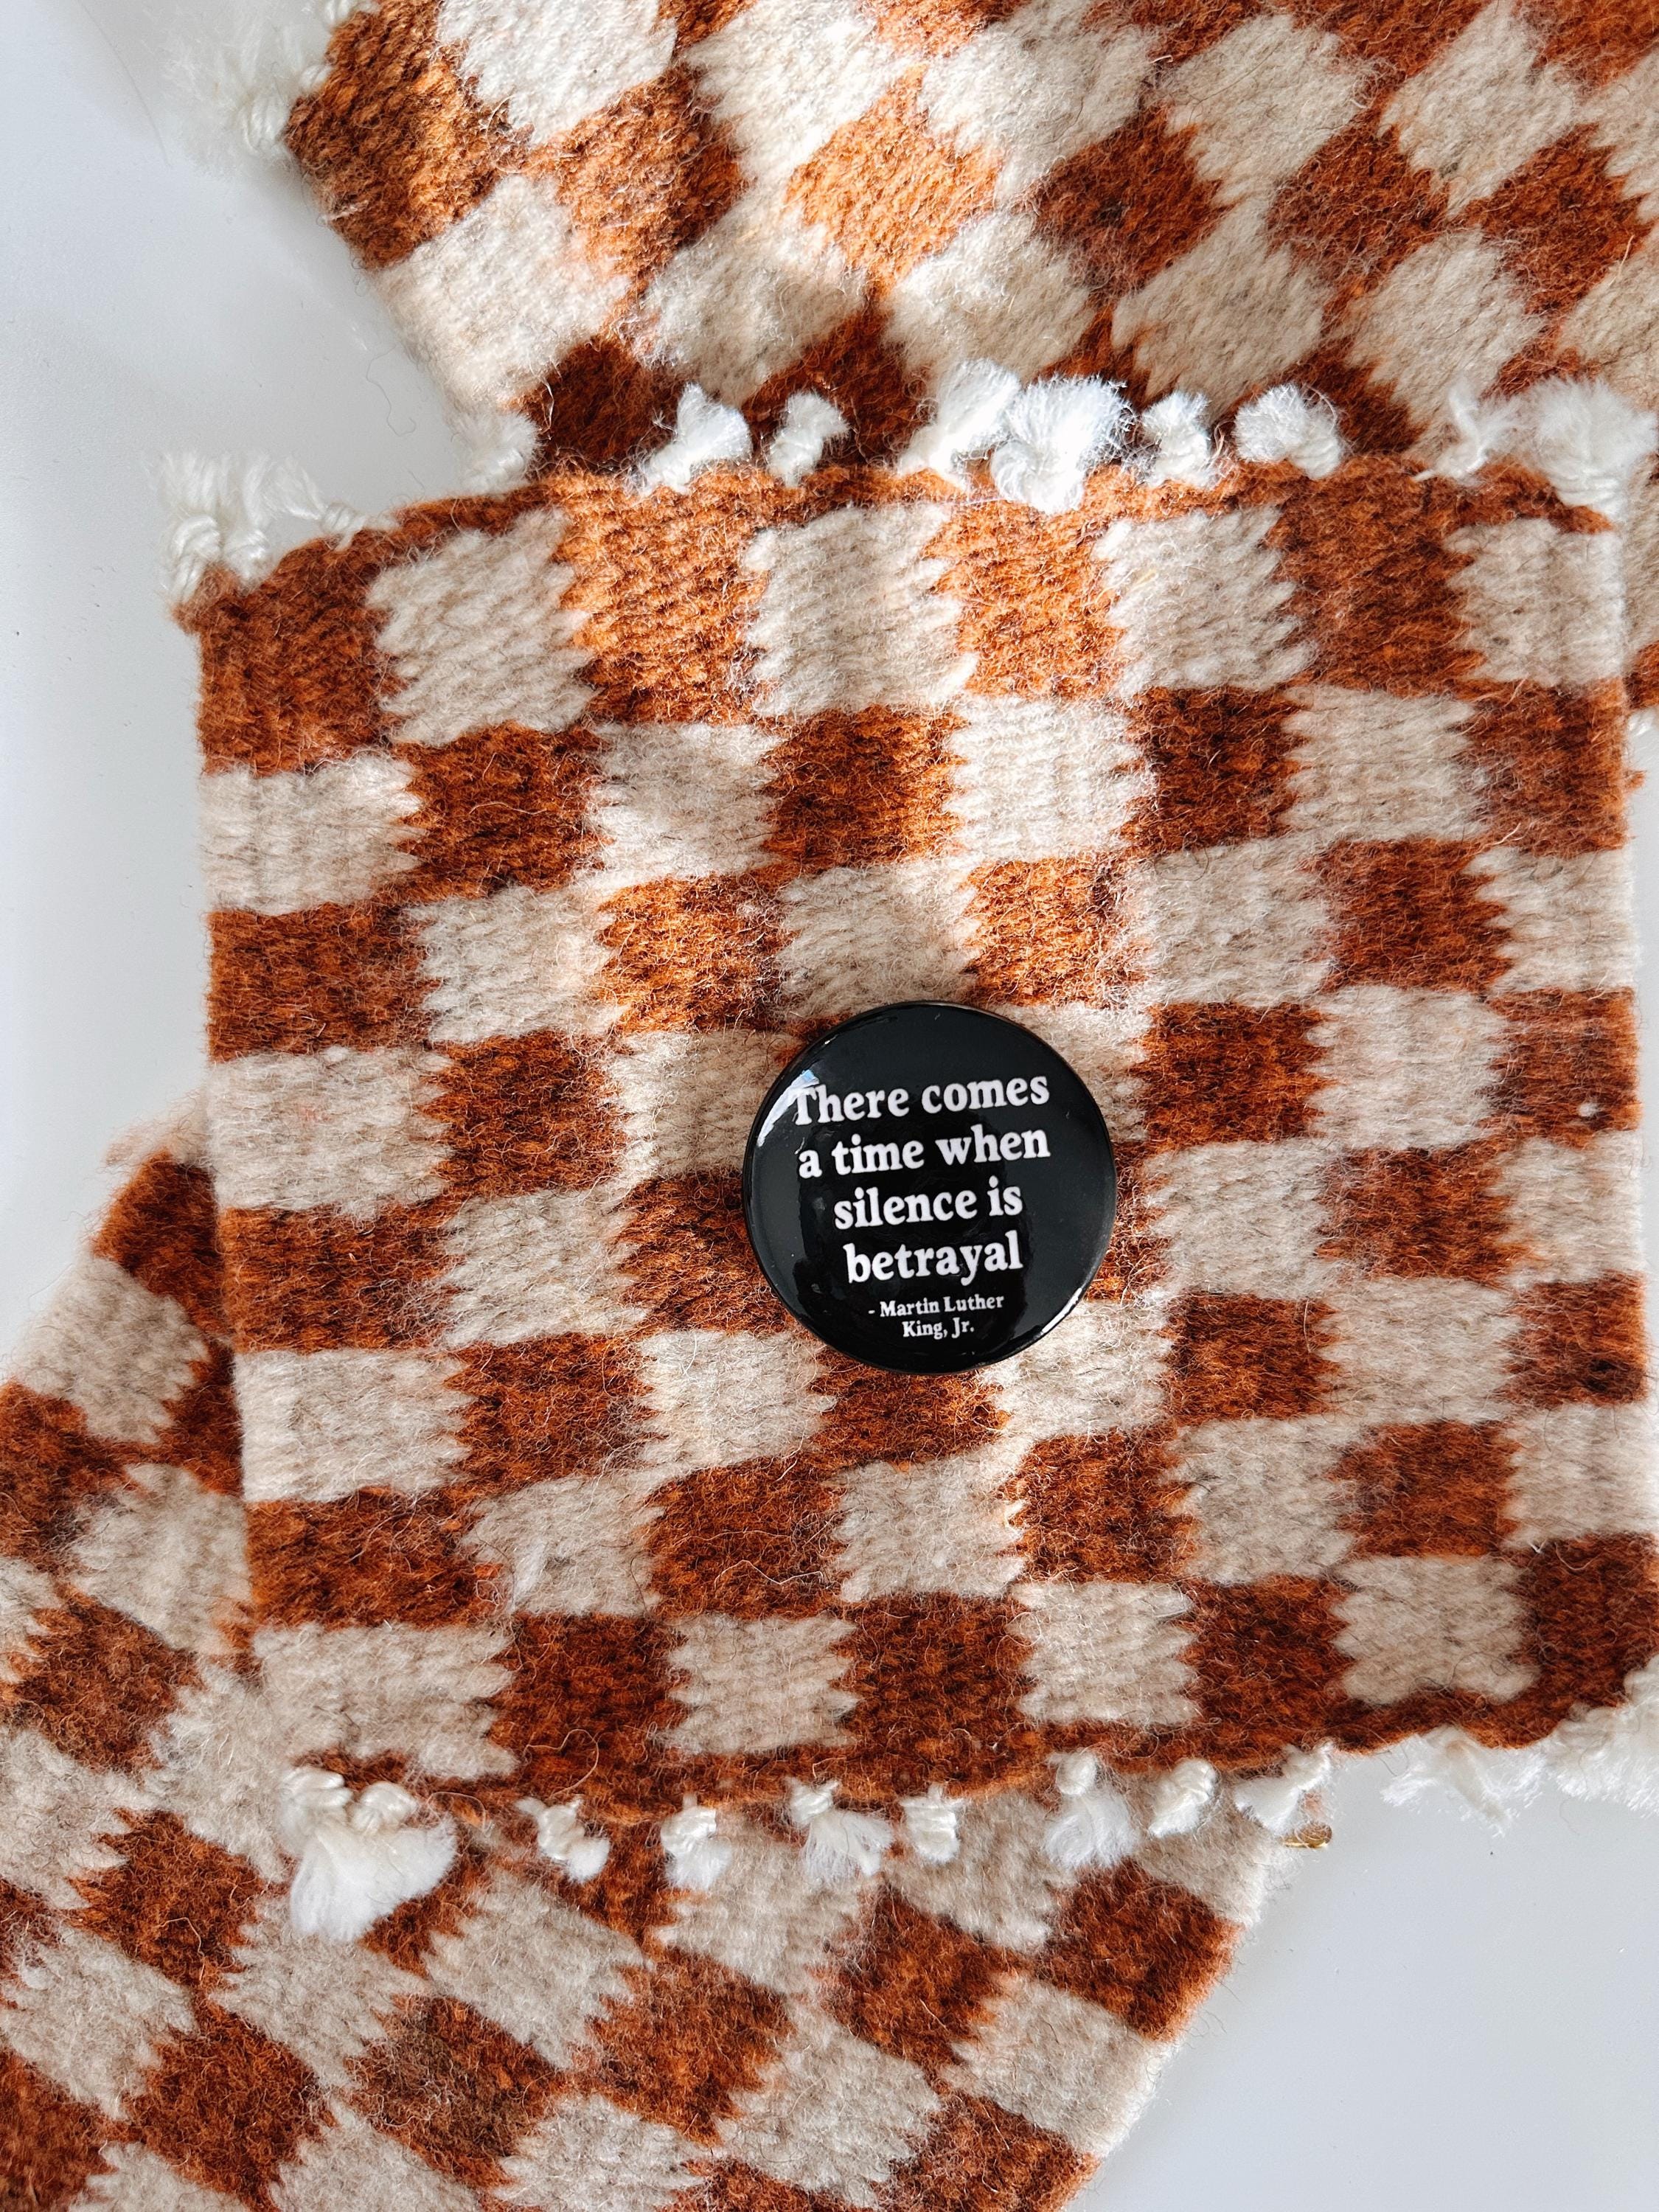 There comes
a time when
silence is
betrayal
- Martin Luther
King, Jr.